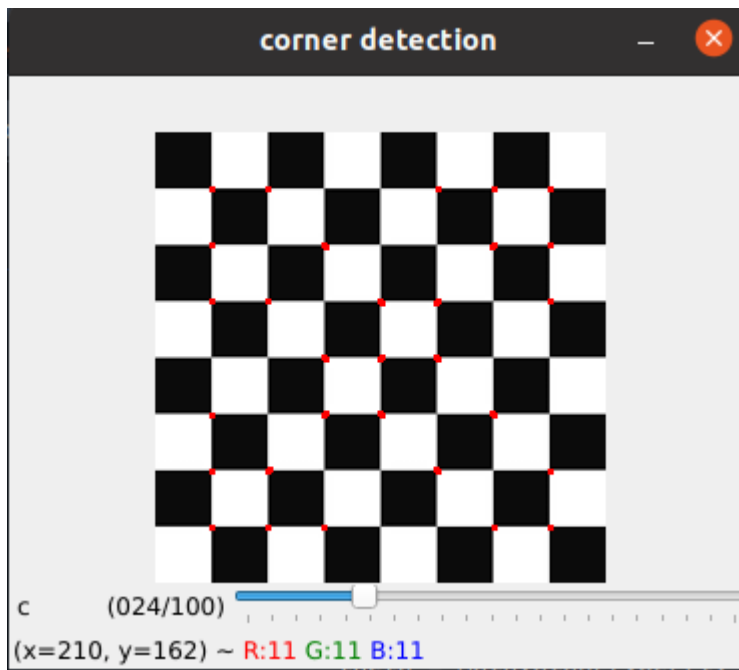 corner detection
c (024/100)
(x=210, y=162) ~ R:11 G:11 B:11